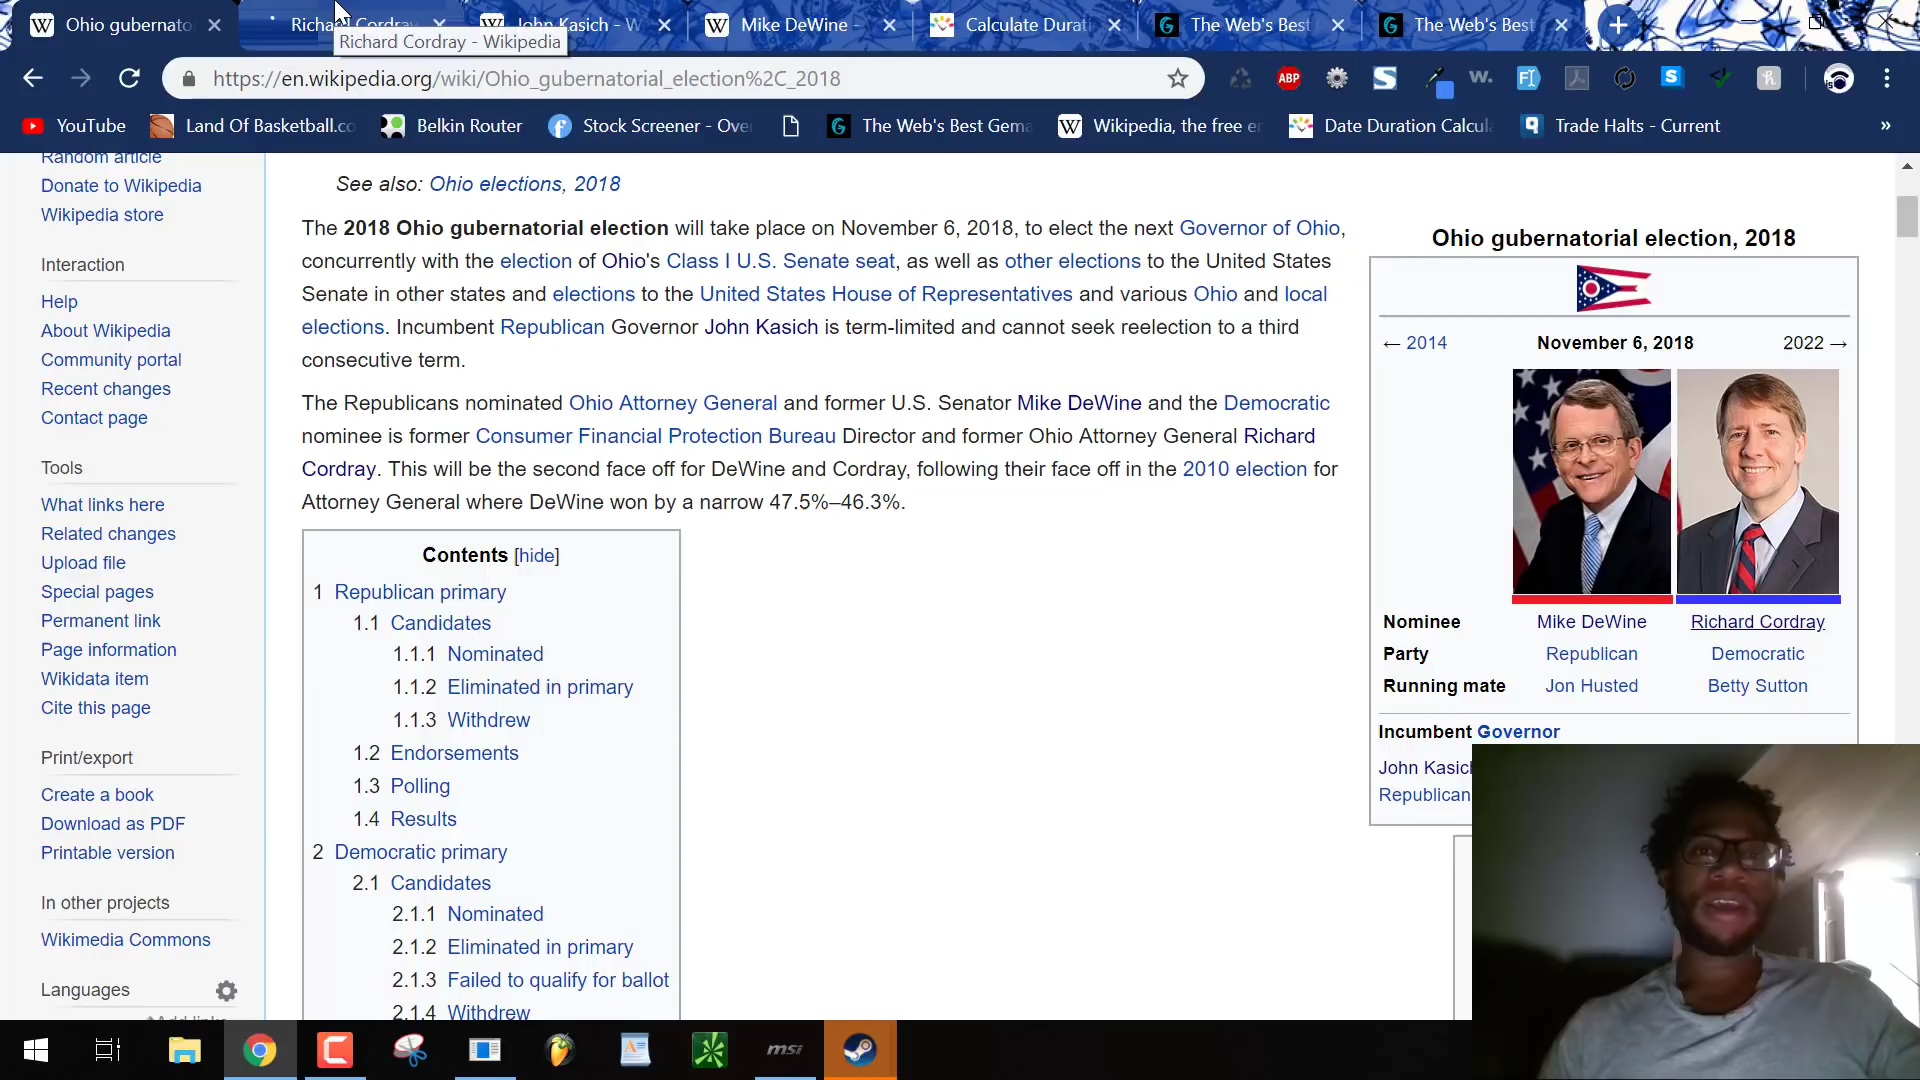 Ohio gubernato
Richard Cordray
John Kasich - W
Mike DeWine -
Calculate Durati
The Web's Best
The Web's Best
Richard Cordray - Wikipedia
https://en.wikipedia.org/wiki/Ohio_gubernatorial_election%2C_2018
YouTube
Land Of Basketball.co
Belkin Router
Stock Screener - Ove
The Web's Best Gema
Wikipedia, the free e
Date Duration Calcul
Trade Halts - Current
»
Random article
Donate to Wikipedia
Wikipedia store
Interaction
Help
About Wikipedia
Community portal
Recent changes
Contact page
Tools
What links here
Related changes
Upload file
Special pages
Permanent link
Page information
Wikidata item
Cite this page
Print/export
Create a book
Download as PDF
Printable version
In other projects
Wikimedia Commons
Languages
See also: Ohio elections, 2018
The 2018 Ohio gubernatorial election will take place on November 6, 2018, to elect the next Governor of Ohio,
concurrently with the election of Ohio's Class I U.S. Senate seat, as well as other elections to the United States
Senate in other states and elections to the United States House of Representatives and various Ohio and local
elections. Incumbent Republican Governor John Kasich is term-limited and cannot seek reelection to a third
consecutive term.
The Republicans nominated Ohio Attorney General and former U.S. Senator Mike DeWine and the Democratic
nominee is former Consumer Financial Protection Bureau Director and former Ohio Attorney General Richard
Cordray. This will be the second face off for DeWine and Cordray, following their face off in the 2010 election for
Attorney General where DeWine won by a narrow 47.5%–46.3%.
Contents [hide]
1 Republican primary
1.1 Candidates
1.1.1 Nominated
1.1.2 Eliminated in primary
1.1.3 Withdrew
1.2 Endorsements
1.3 Polling
1.4 Results
2 Democratic primary
2.1 Candidates
2.1.1 Nominated
2.1.2 Eliminated in primary
2.1.3 Failed to qualify for ballot
2.1.4 Withdrew
Ohio gubernatorial election, 2018
← 2014 November 6, 2018 2022 →
Nominee Mike DeWine Richard Cordray
Party Republican Democratic
Running mate Jon Husted Betty Sutton
Incumbent Governor
John Kasich
Republican
ABP
msi